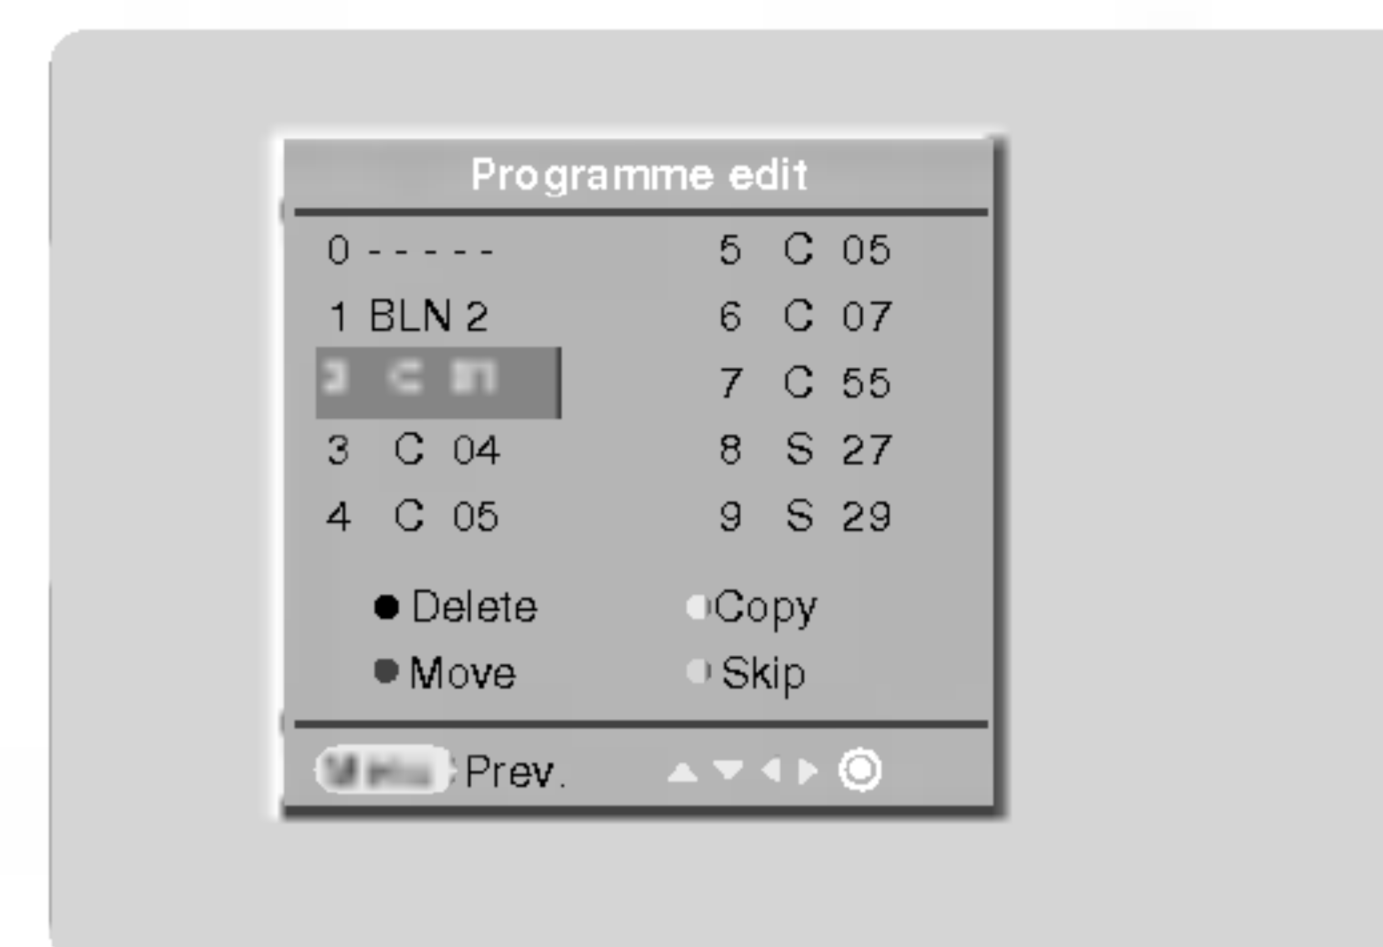 Programme edit
0 - - - - -
1 BLN 2
C
3 C 04
4 C 05
5 C 05
6 C 07
7 C 55
8 S 27
9 S 29
Delete
Copy
Move
Skip
Prev.